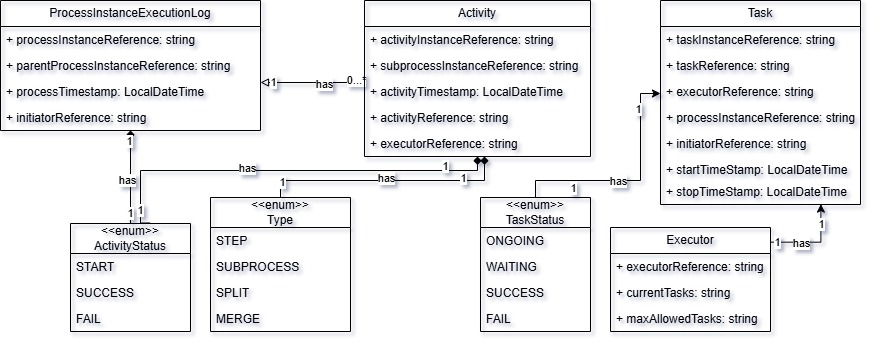 ProcessInstanceExecutionLog
+ processInstanceReference: string
+ parentProcessInstanceReference: string
+ processTimestamp: LocalDateTime
+ initiatorReference: string
Activity
+ activityInstanceReference: string
+ subprocessInstanceReference: string
+ activityTimestamp: LocalDateTime
+ activityReference: string
+ executorReference: string
Task
+ taskInstanceReference: string
+ taskReference: string
+ executorReference: string
+ processInstanceReference: string
+ initiatorReference: string
+ startTimeStamp: LocalDateTime
+ stopTimeStamp: LocalDateTime
1
has
0...*
1
has
1
1
has
1
1
has
1
1
has
1
1
has
1
<<enum>>
ActivityStatus
START
SUCCESS
FAIL
<<enum>>
Type
STEP
SUBPROCESS
SPLIT
MERGE
<<enum>>
TaskStatus
ONGOING
WAITING
SUCCESS
FAIL
Executor
+ executorReference: string
+ currentTasks: string
+ maxAllowedTasks: string